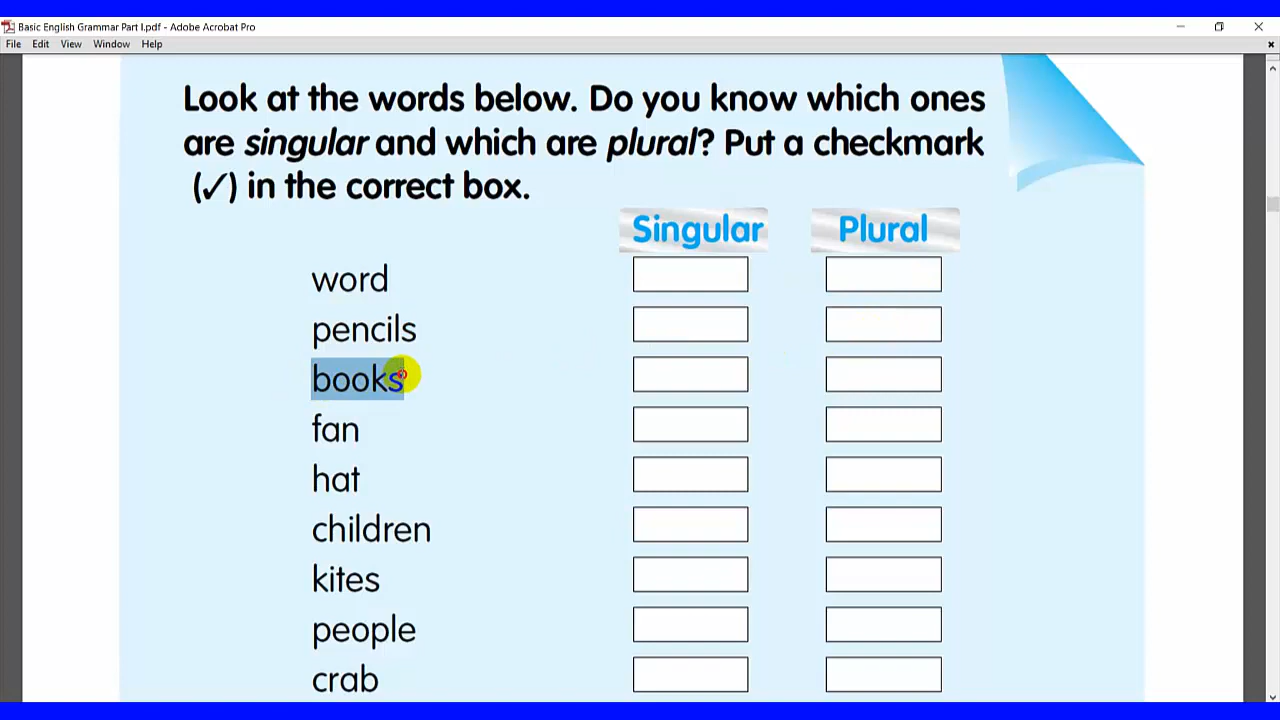 Basic English Grammar Part I.pdf - Adobe Acrobat Pro
File Edit View Window Help
Look at the words below. Do you know which ones
are singular and which are plural? Put a checkmark
(✓) in the correct box.
Singular Plural
word
pencils
books
fan
hat
children
kites
people
crab